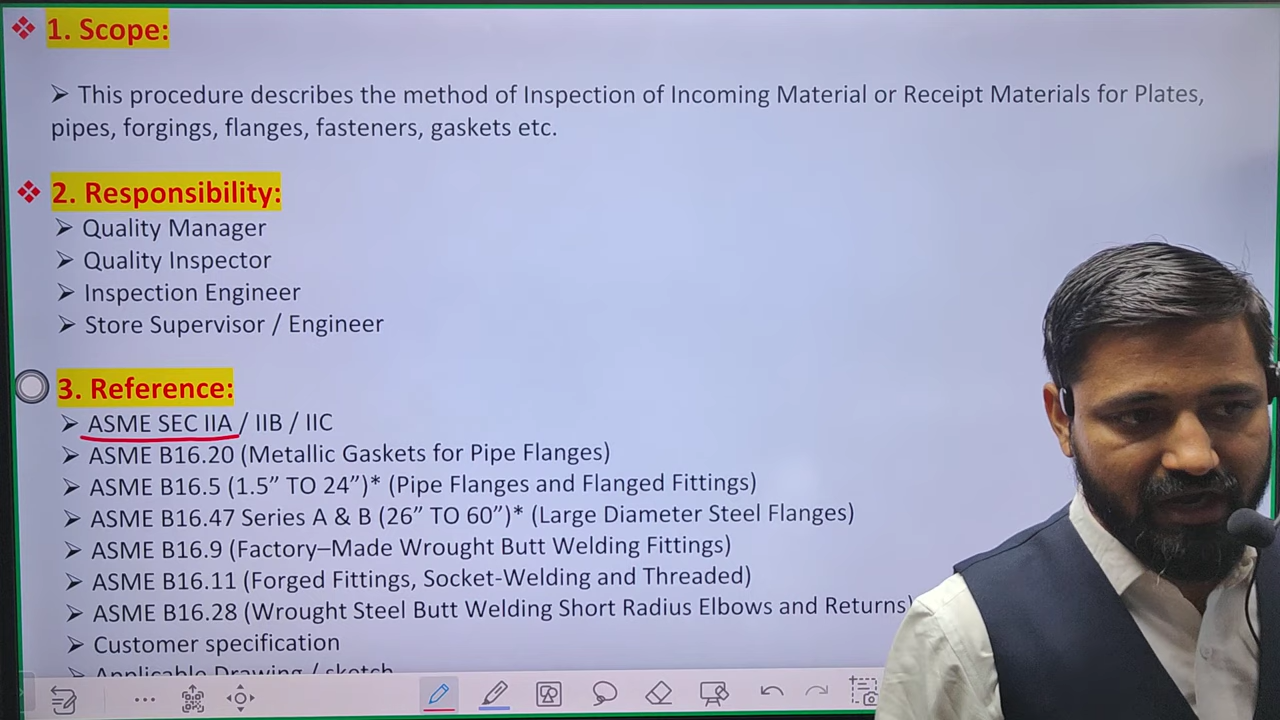 1. Scope:
This procedure describes the method of Inspection of Incoming Material or Receipt Materials for Plates,
pipes, forgings, flanges, fasteners, gaskets etc.
2. Responsibility:
Quality Manager
Quality Inspector
Inspection Engineer
Store Supervisor / Engineer
3. Reference:
ASME SEC IIA / IIB / IIC
ASME B16.20 (Metallic Gaskets for Pipe Flanges)
ASME B16.5 (1.5” TO 24”)* (Pipe Flanges and Flanged Fittings)
ASME B16.47 Series A & B (26” TO 60”)* (Large Diameter Steel Flanges)
ASME B16.9 (Factory–Made Wrought Butt Welding Fittings)
ASME B16.11 (Forged Fittings, Socket-Welding and Threaded)
ASME B16.28 (Wrought Steel Butt Welding Short Radius Elbows and Returns)
Customer specification
Applicable Drawing / sketch